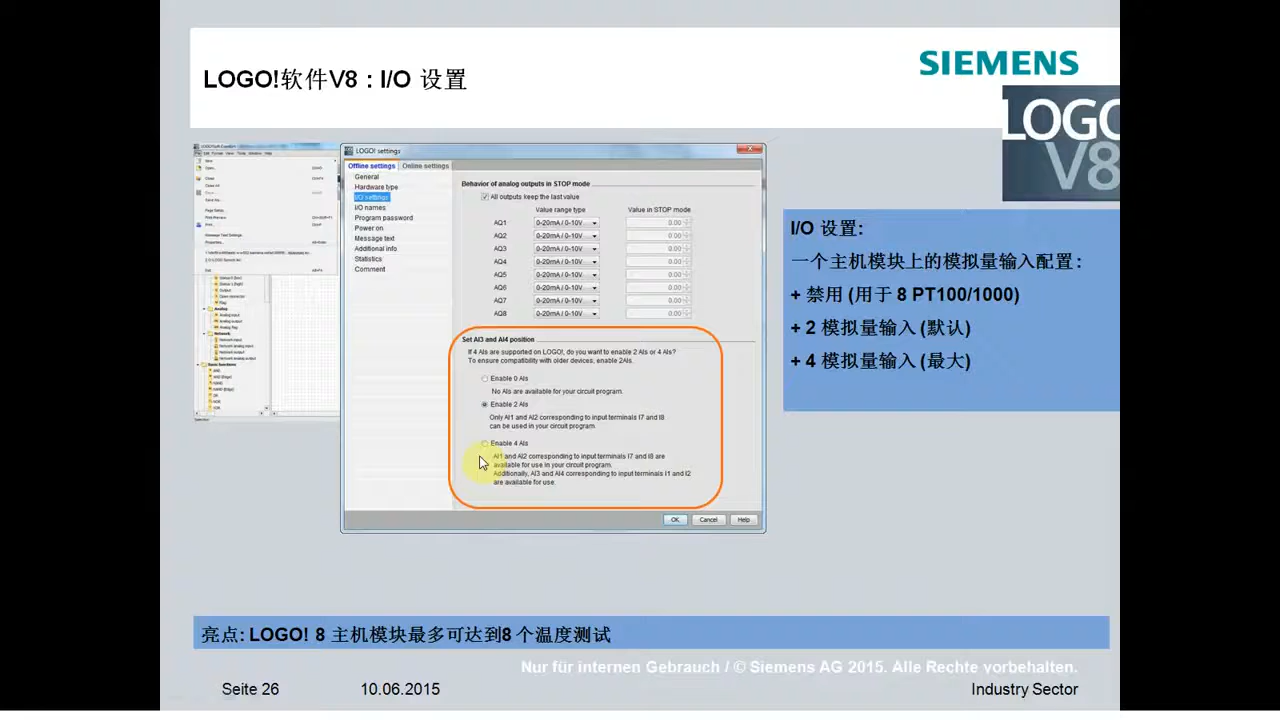 LOGO!软件V8 : I/O 设置
SIEMENS
LOGO
V8
LOGO! settings
Offline settings Online settings
General
Hardware type
I/O settings
I/O names
Program password
Power on
Message text
Additional info
Statistics
Comment
Behavior of analog outputs in STOP mode
All outputs keep the last value
Value range type Value in STOP mode
AQ1 0-20mA / 0-10V 0.00
AQ2 0-20mA / 0-10V 0.00
AQ3 0-20mA / 0-10V 0.00
AQ4 0-20mA / 0-10V 0.00
AQ5 0-20mA / 0-10V 0.00
AQ6 0-20mA / 0-10V 0.00
AQ7 0-20mA / 0-10V 0.00
AQ8 0-20mA / 0-10V 0.00
Set AI3 and AI4 position
If 4 AIs are supported on LOGO!, do you want to enable 2 AIs or 4 AIs?
To ensure compatibility with older devices, enable 2AIs.
Enable 0 AIs
No AIs are available for your circuit program.
Enable 2 AIs
Only AI1 and AI2 corresponding to input terminals I7 and I8
can be used in your circuit program.
Enable 4 AIs
AI1 and AI2 corresponding to input terminals I7 and I8 are
available for use in your circuit program.
Additionally, AI3 and AI4 corresponding to input terminals I1 and I2
are available for use.
OK Cancel Help
I/O 设置:
一个主机模块上的模拟量输入配置:
+ 禁用 (用于 8 PT100/1000)
+ 2 模拟量输入 (默认)
+ 4 模拟量输入 (最大)
亮点: LOGO! 8 主机模块最多可达到8 个温度测试
Nur für internen Gebrauch / © Siemens AG 2015. Alle Rechte vorbehalten.
Seite 26 10.06.2015 Industry Sector